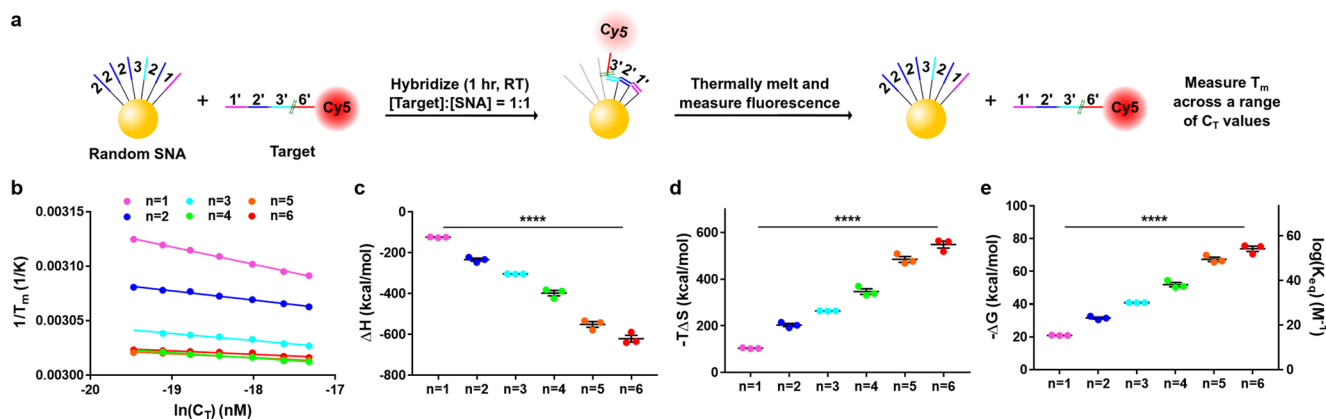 a
2 2 2 3 2 1
Random SNA
+
1' 2' 3' 6' Cy5
Target
Hybridize (1 hr, RT)
[Target]:[SNA] = 1:1
Cy5
3' 2' 1'
Thermally melt and
measure fluorescence
2 2 2 3 2 1
+
1' 2' 3' 6' Cy5
Measure Tm
across a range
of CT values
b
n=1 n=3 n=5
n=2 n=4 n=6
1/Tm (1/K)
0.00315
0.00310
0.00305
0.00300
-20 -19 -18 -17
ln(CT) (nM)
c
****
ΔH (kcal/mol)
0
-200
-400
-600
-800
n=1 n=2 n=3 n=4 n=5 n=6
d
****
-TΔS (kcal/mol)
600
400
200
0
n=1 n=2 n=3 n=4 n=5 n=6
e
****
-ΔG (kcal/mol)
100
80
60
40
20
0
log(Keq) (M⁻¹)
60
40
20
0
n=1 n=2 n=3 n=4 n=5 n=6